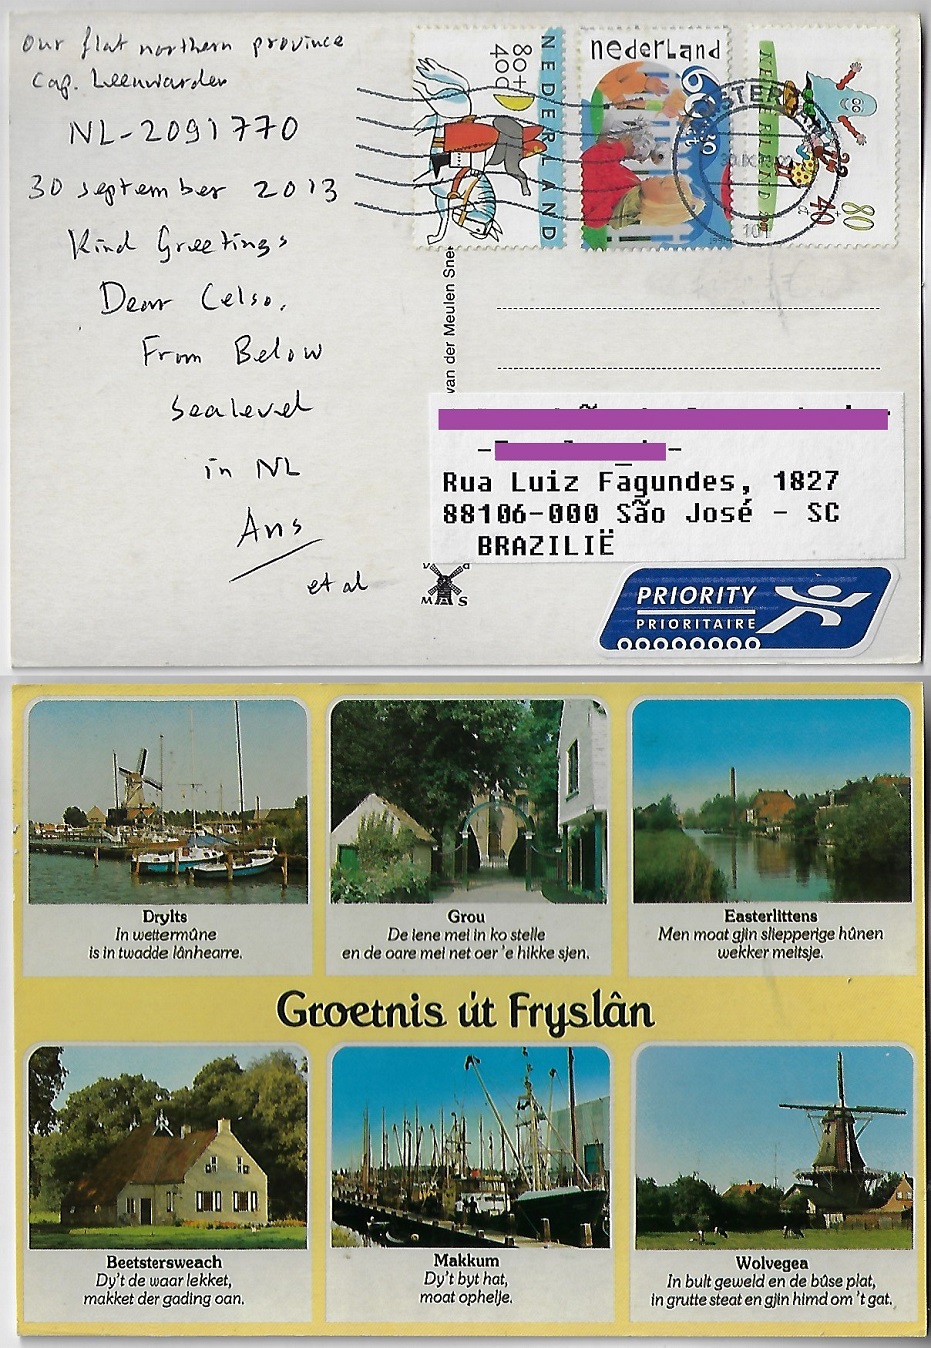 Our flat northern province
Cap. Leeuwarden
NL-2091770
30 september 2013
Kind Greetings
Dear Celso.
From Below
sealevel
in NL
Ans
et al
80+
40ct
NEDERLAND
nederland
NEDERLAND
80
40
101
van der Meulen Sne
Rua Luiz Fagundes, 1827
88106-000 São José - SC
BRAZILIË
M S
PRIORITY
PRIORITAIRE
Drylts
In wettermûne
is in twadde lânhearre.
Grou
De iene mei in ko stelle
en de oare mei net oer 'e hikke sjen.
Easterlittens
Men moat gjin sliepperige hûnen
wekker meitsje.
Groetnis út Fryslân
Beetstersweach
Dy't de waar lekket,
makket der gading oan.
Makkum
Dy't byt hat,
moat ophelje.
Wolvegea
In bult geweld en de bûse plat,
in grutte steat en gjin himd om 't gat.